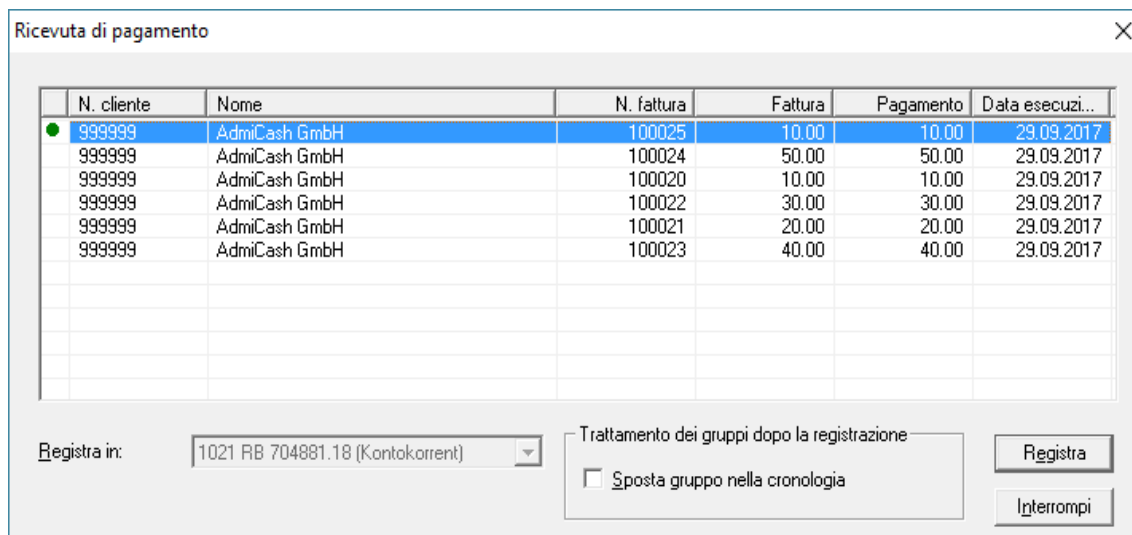 Ricevuta di pagamento
N. cliente Nome N. fattura Fattura Pagamento Data esecuzi...
999999 AdmiCash GmbH 100025 10.00 10.00 29.09.2017
999999 AdmiCash GmbH 100024 50.00 50.00 29.09.2017
999999 AdmiCash GmbH 100020 10.00 10.00 29.09.2017
999999 AdmiCash GmbH 100022 30.00 30.00 29.09.2017
999999 AdmiCash GmbH 100021 20.00 20.00 29.09.2017
999999 AdmiCash GmbH 100023 40.00 40.00 29.09.2017
Trattamento dei gruppi dopo la registrazione
Registra in: 1021 RB 704881.18 (Kontokorrent) Registra
Sposta gruppo nella cronologia
Interrompi